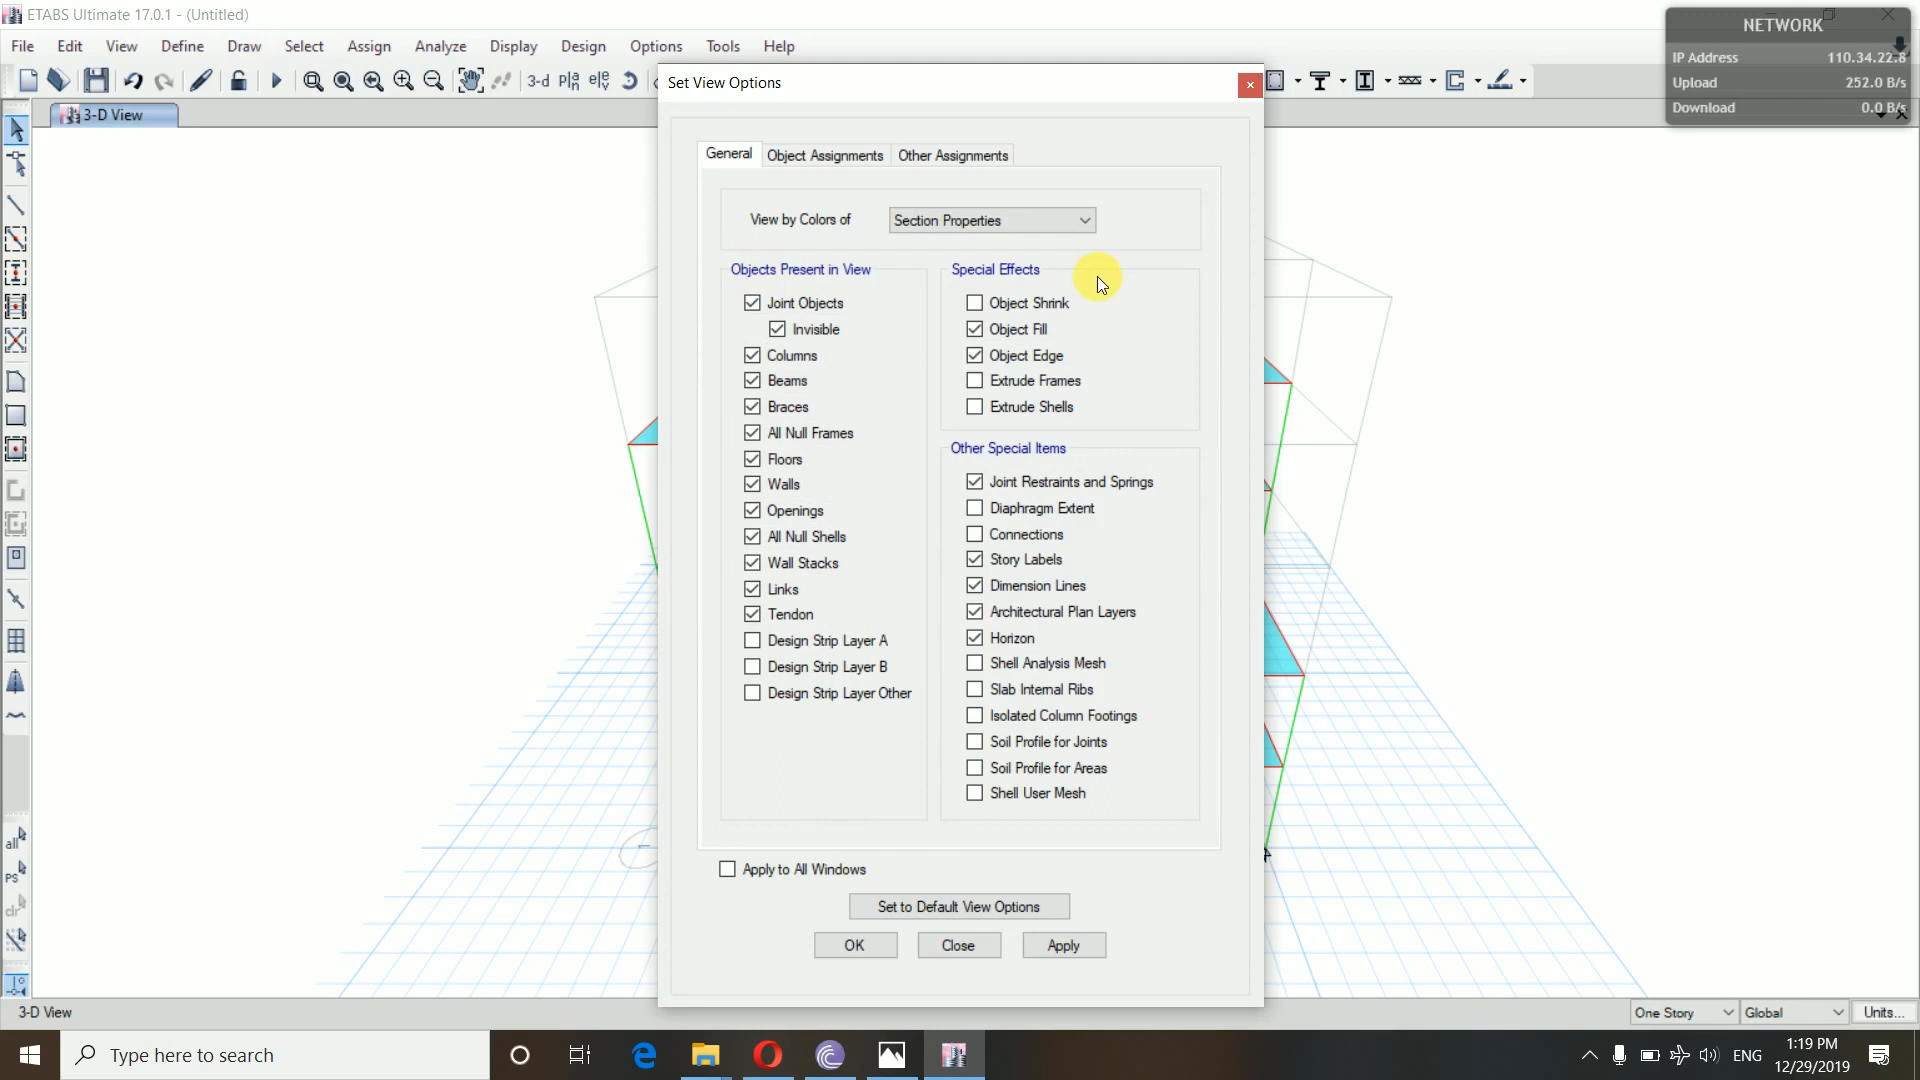 ETABS Ultimate 17.0.1 - (Untitled)
File Edit View Define Draw Select Assign Analyze Display Design Options Tools Help
3-d
3-D View
NETWORK
IP Address 110.34.22.8
Upload 252.0 B/s
Download 0.0 B/s
Set View Options
General Object Assignments Other Assignments
View by Colors of Section Properties
Objects Present in View
Joint Objects
Invisible
Columns
Beams
Braces
All Null Frames
Floors
Walls
Openings
All Null Shells
Wall Stacks
Links
Tendon
Design Strip Layer A
Design Strip Layer B
Design Strip Layer Other
Special Effects
Object Shrink
Object Fill
Object Edge
Extrude Frames
Extrude Shells
Other Special Items
Joint Restraints and Springs
Diaphragm Extent
Connections
Story Labels
Dimension Lines
Architectural Plan Layers
Horizon
Shell Analysis Mesh
Slab Internal Ribs
Isolated Column Footings
Soil Profile for Joints
Soil Profile for Areas
Shell User Mesh
Apply to All Windows
Set to Default View Options
OK Close Apply
all
PS
clr
3-D View
One Story Global Units...
Type here to search
ENG
1:19 PM
12/29/2019